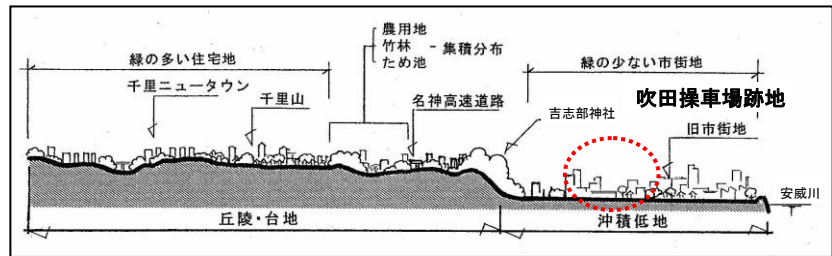 農用地
竹林
ため池
集積分布
緑の多い住宅地
緑の少ない市街地
千里ニュータウン
千里山
名神高速道路
吹田操車場跡地
吉志部神社
旧市街地
安威川
丘陵・台地
沖積低地